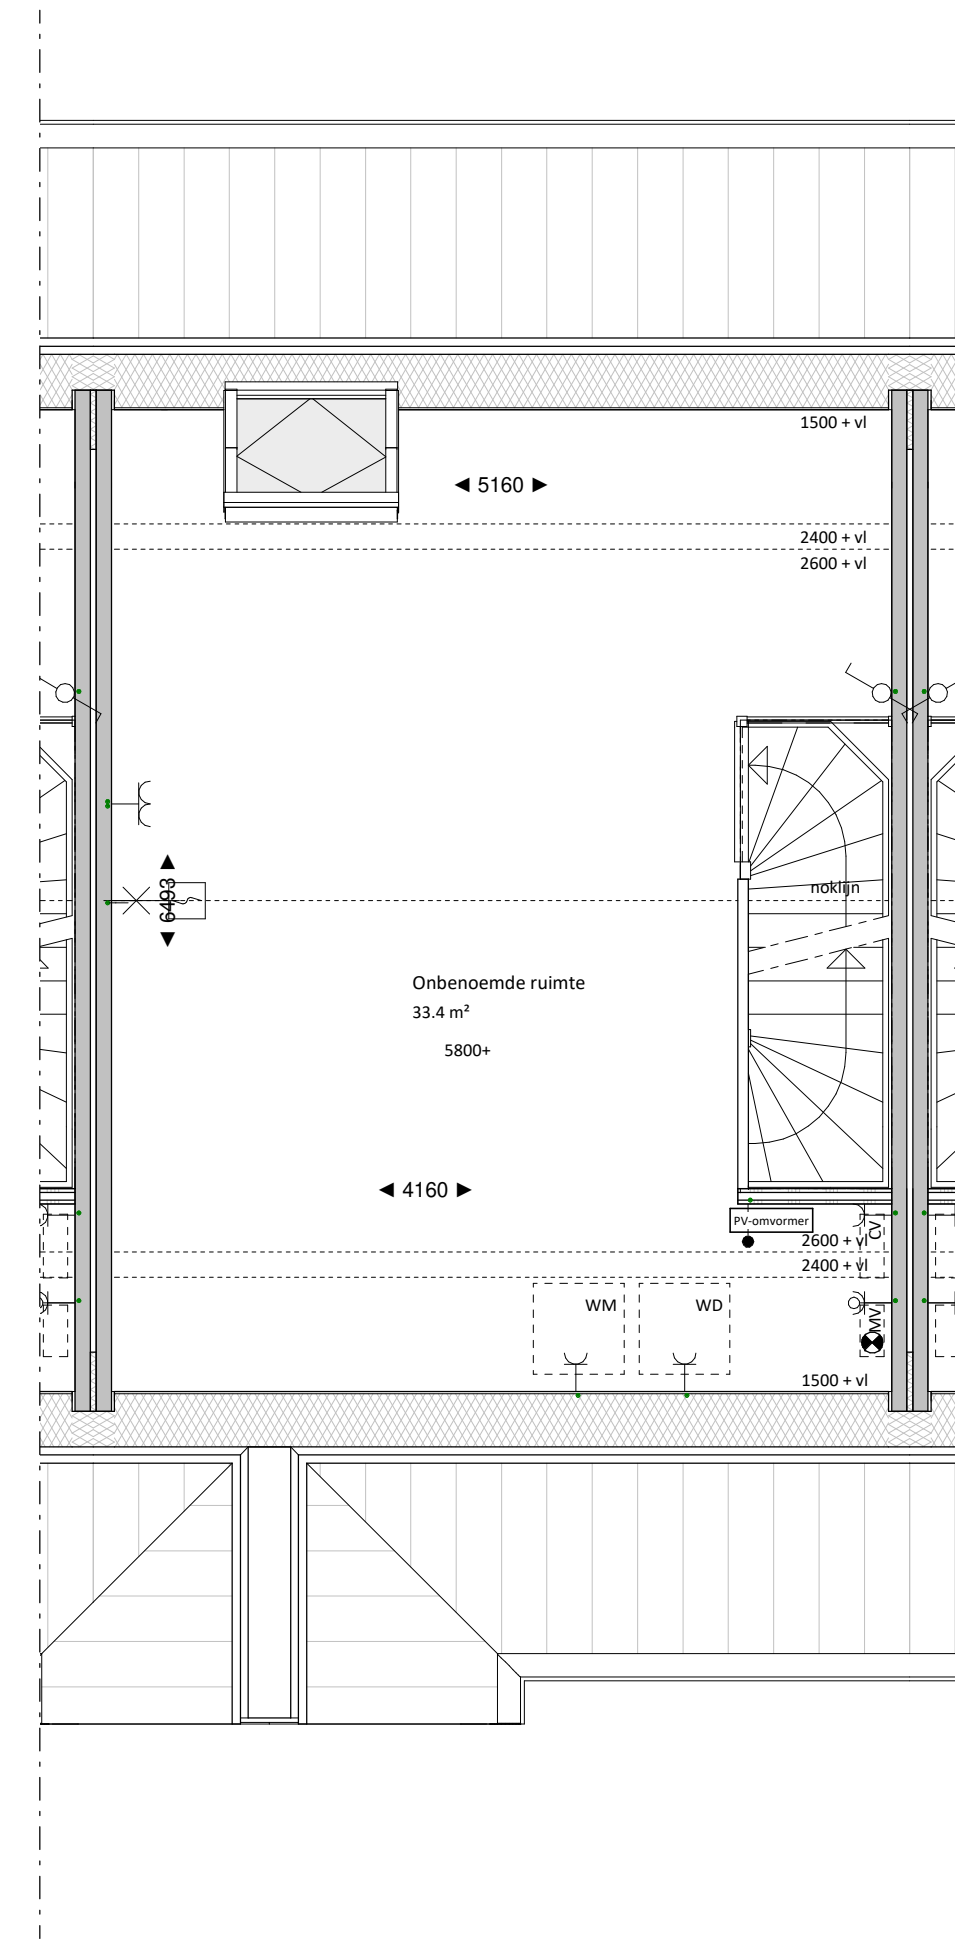 1500 + vl
◄ 5160 ►
2400 + vl
2600 + vl
◄ 6493 ►
noklijn
Onbenoemde ruimte
33.4 m²
5800+
◄ 4160 ►
PV-omvormer
CV
2600 + vl
2400 + vl
WM
WD
MV
1500 + vl